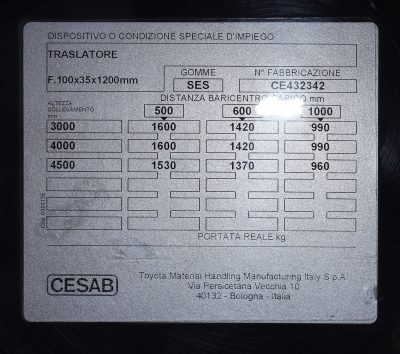 DISPOSITIVO O CONDIZIONE SPECIALE D'IMPIEGO
TRASLATORE
F.100x35x1200mm
GOMME
N° FABBRICAZIONE
SES
CE432342
ALTEZZA
SOLLEVAMENTO
mm
DISTANZA BARICENTRO CARICO mm
500 600 1000
3000 1600 1420 990
4000 1600 1420 990
4500 1530 1370 960
PORTATA REALE kg
CESAB
Toyota Material Handling Manufacturing Italy S.p.A.
Via Persicetana Vecchia 10
40132 - Bologna - Italia